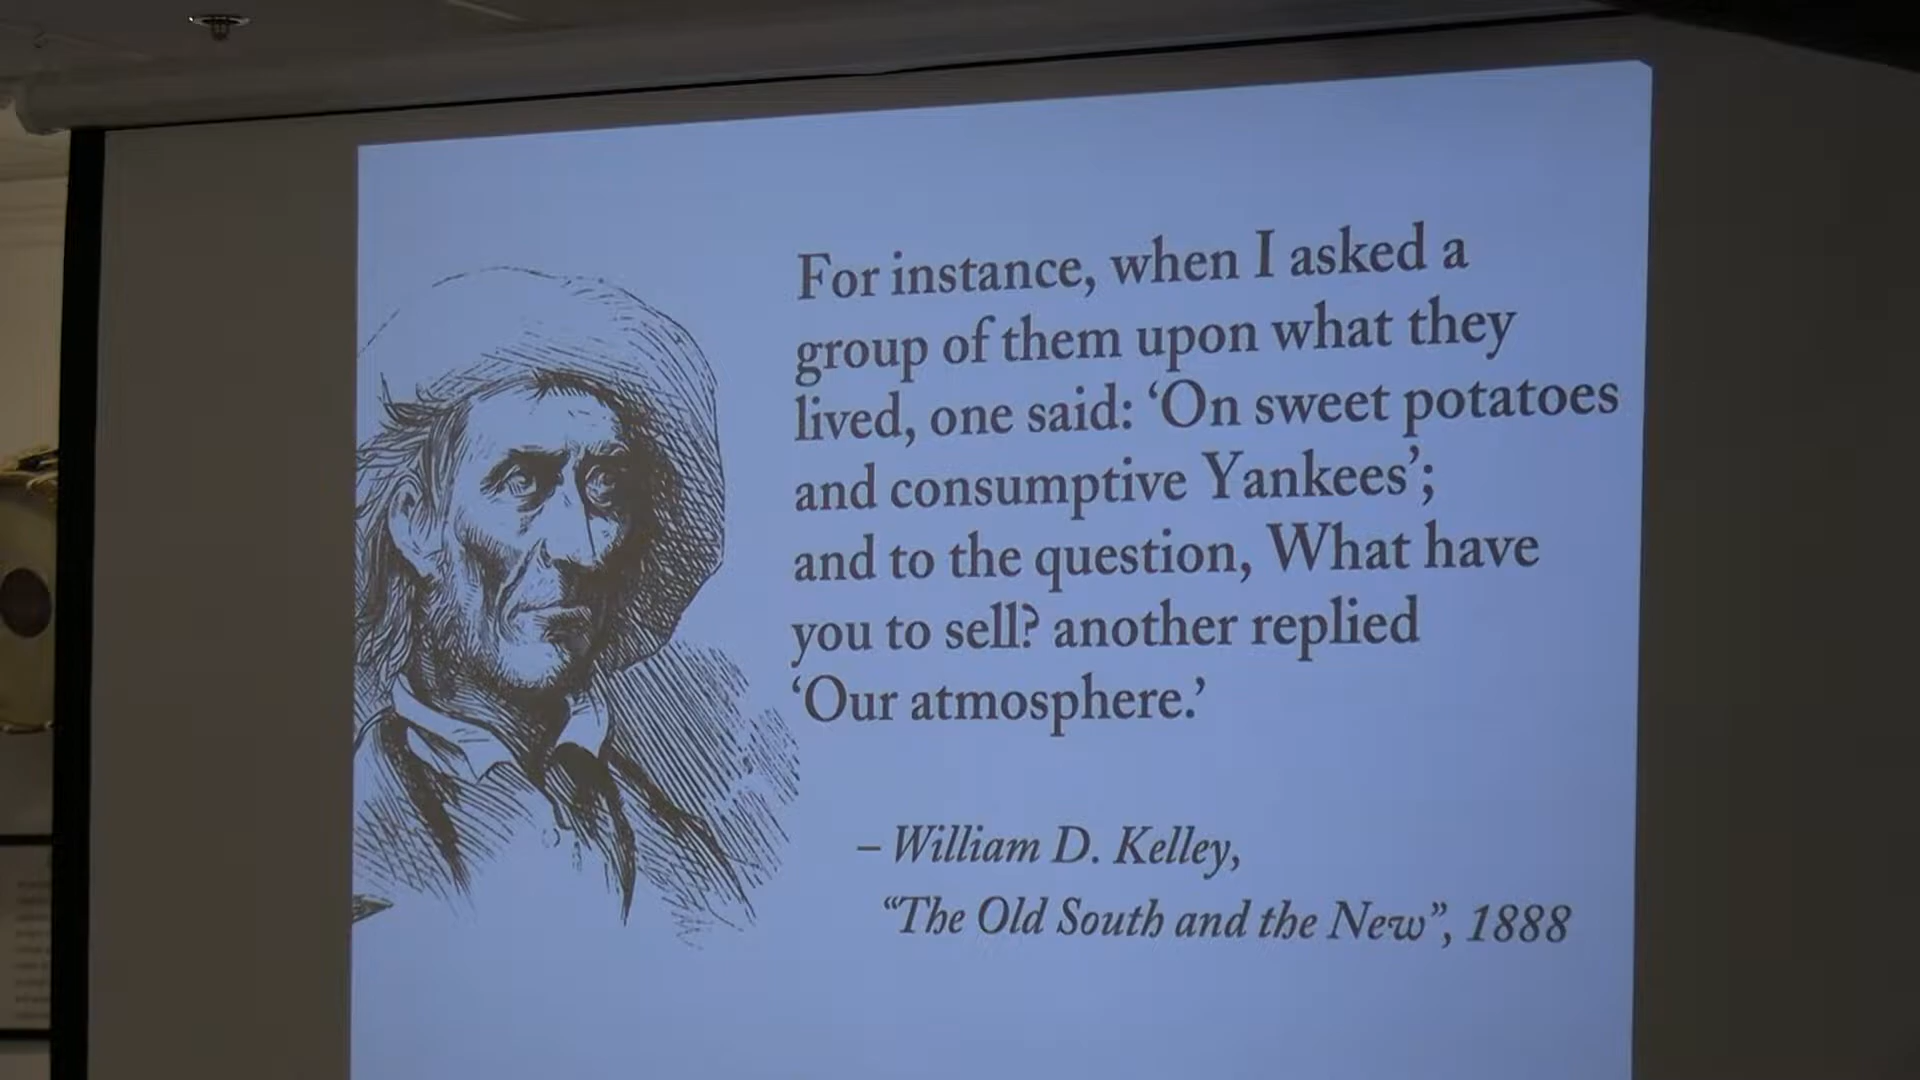 For instance, when I asked a
group of them upon what they
lived, one said: ‘On sweet potatoes
and consumptive Yankees’;
and to the question, What have
you to sell? another replied
‘Our atmosphere.’
– William D. Kelley,
“The Old South and the New”, 1888